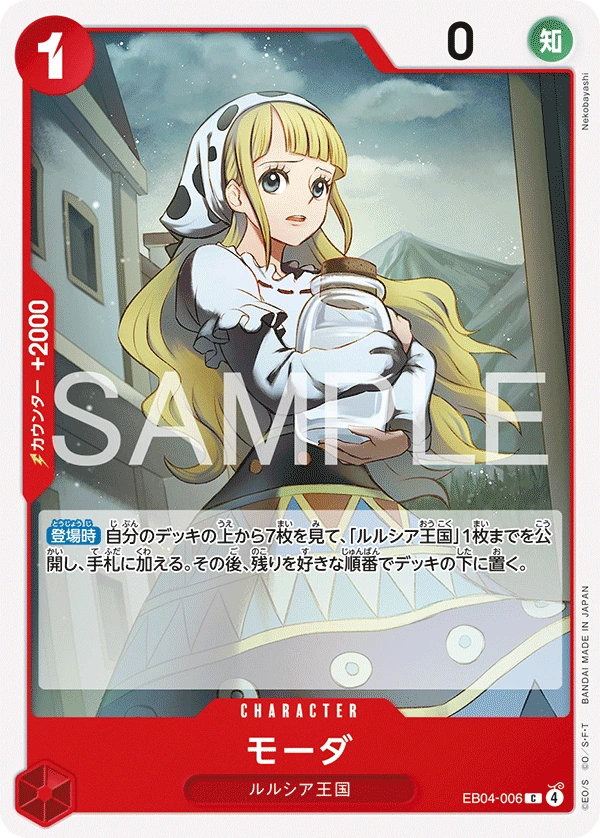 1
0
知
Nekobayashi
カウンター +2000
SAMPLE
登場時 自分のデッキの上から7枚を見て、「ルルシア王国」1枚までを公
開し、手札に加える。その後、残りを好きな順番でデッキの下に置く。
CHARACTER
モーダ
ルルシア王国
EB04-006 C 4
©E.O/S ©O/S・F・T BANDAI MADE IN JAPAN